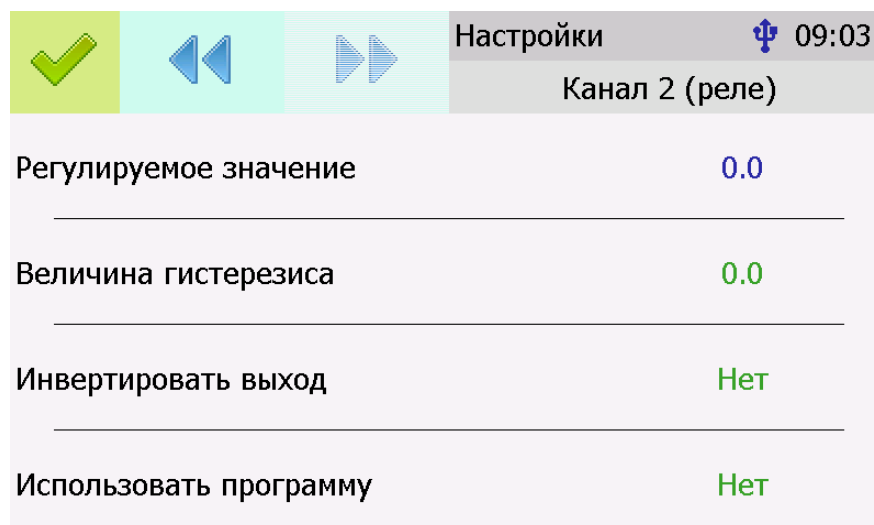 Настройки 09:03
Канал 2 (реле)
Регулируемое значение 0.0
Величина гистерезиса 0.0
Инвертировать выход Нет
Использовать программу Нет